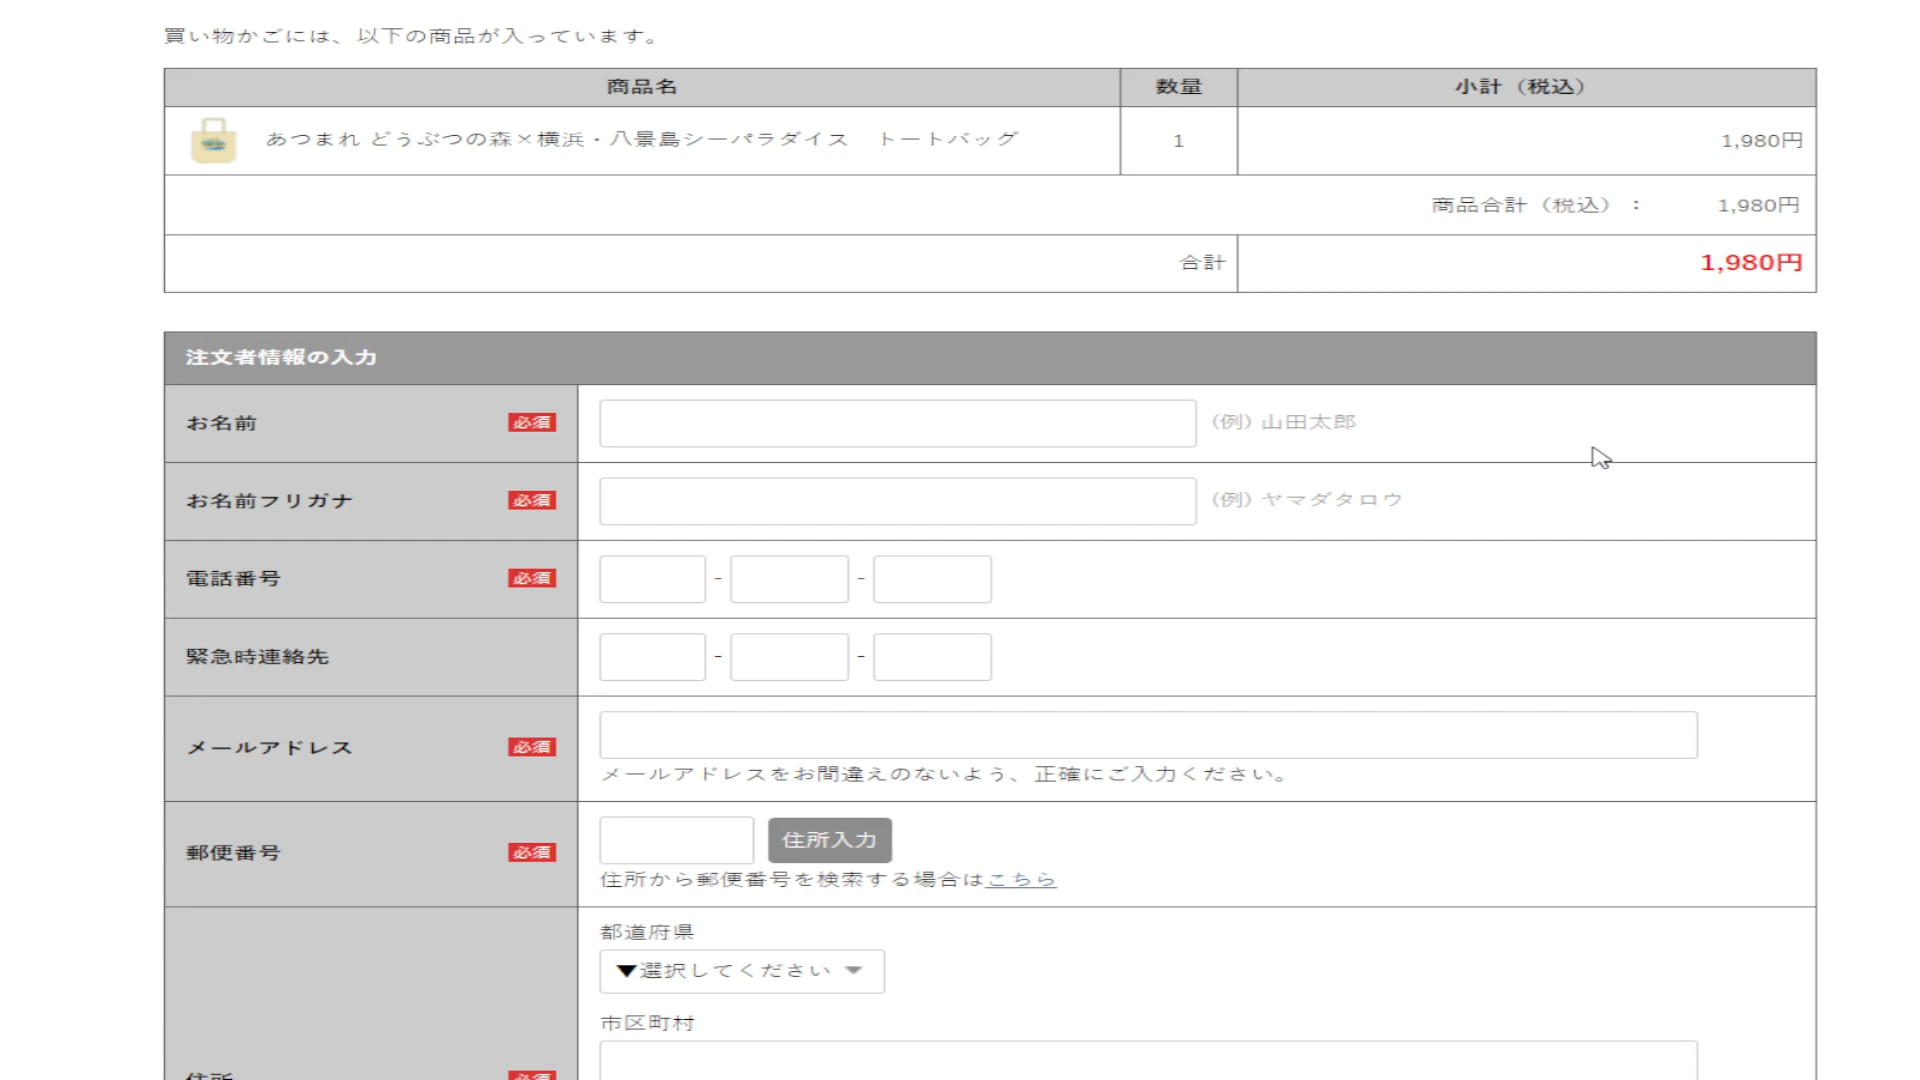 買い物かごには、以下の商品が入っています。
商品名 数量 小計（税込）
あつまれ どうぶつの森×横浜・八景島シーパラダイス　トートバッグ 1 1,980円
商品合計（税込）： 1,980円
合計 1,980円
注文者情報の入力
お名前 必須 (例) 山田太郎
お名前フリガナ 必須 (例) ヤマダタロウ
電話番号 必須 - -
緊急時連絡先 - -
メールアドレス 必須
メールアドレスをお間違えのないよう、正確にご入力ください。
郵便番号 必須 住所入力
住所から郵便番号を検索する場合はこちら
都道府県
▼選択してください
市区町村
住所 必須